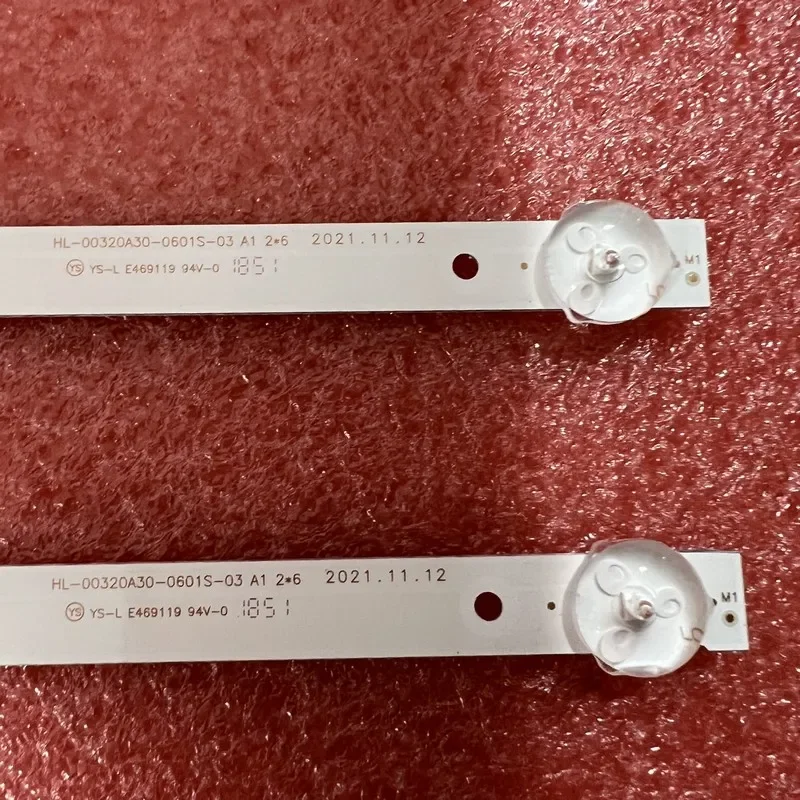 HL-00320A30-0601S-03 A1 2*6 2021.11.12
YS YS-L E469119 94V-0 1851
M1
HL-00320A30-0601S-03 A1 2*6 2021.11.12
YS YS-L E469119 94V-0 1851
M1